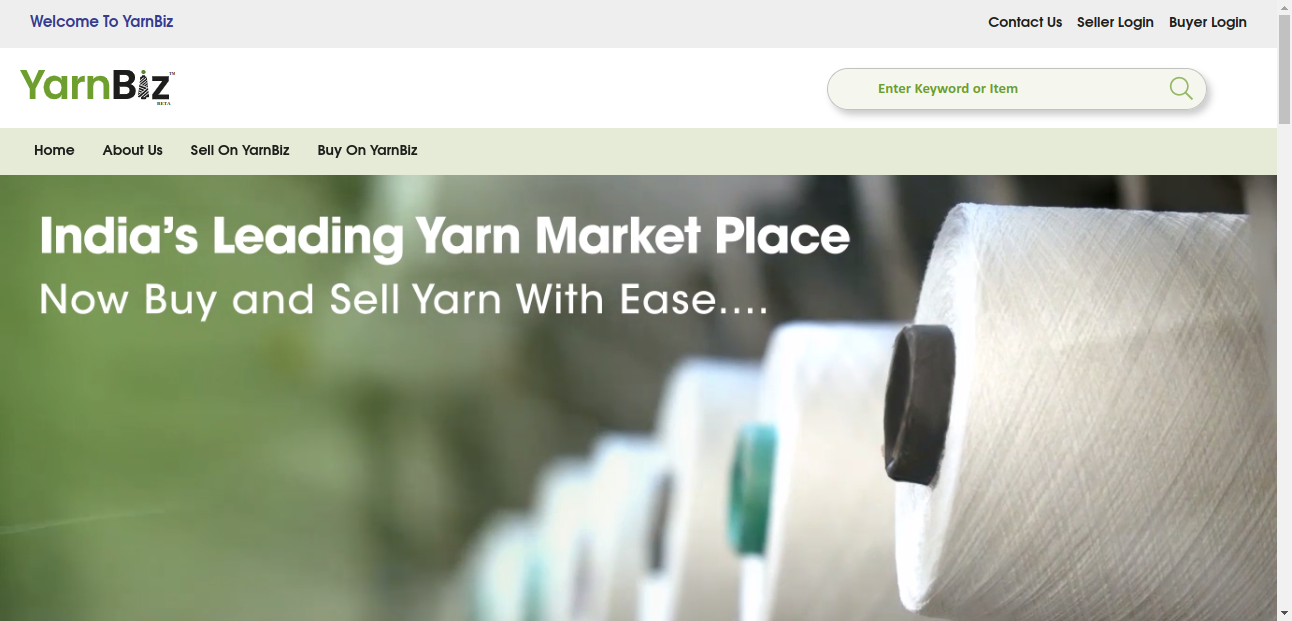 Welcome To YarnBiz
Contact Us Seller Login Buyer Login
YarnBiz™
BETA
Enter Keyword or Item
Home About Us Sell On YarnBiz Buy On YarnBiz
India’s Leading Yarn Market Place
Now Buy and Sell Yarn With Ease....